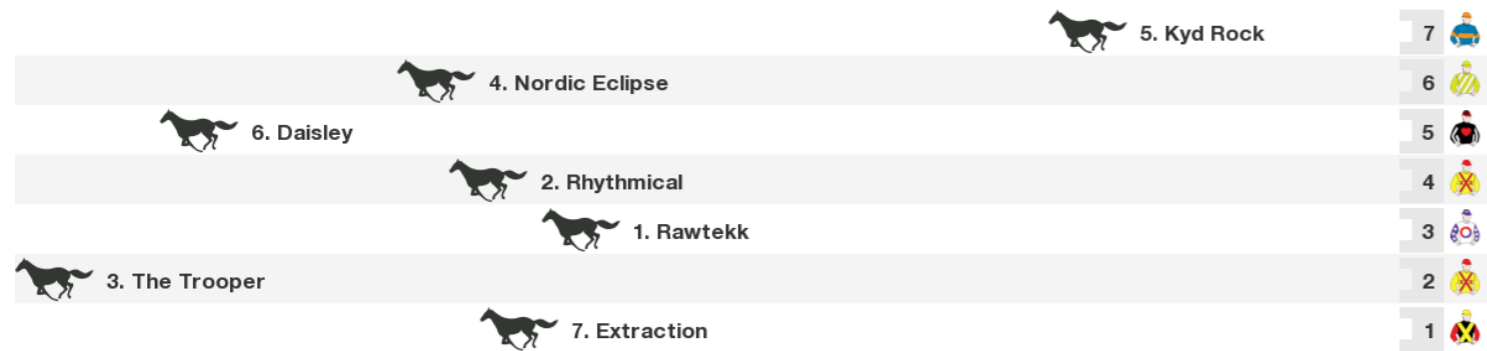 5. Kyd Rock 7
4. Nordic Eclipse 6
6. Daisley 5
2. Rhythmical 4
1. Rawtekk 3
3. The Trooper 2
7. Extraction 1